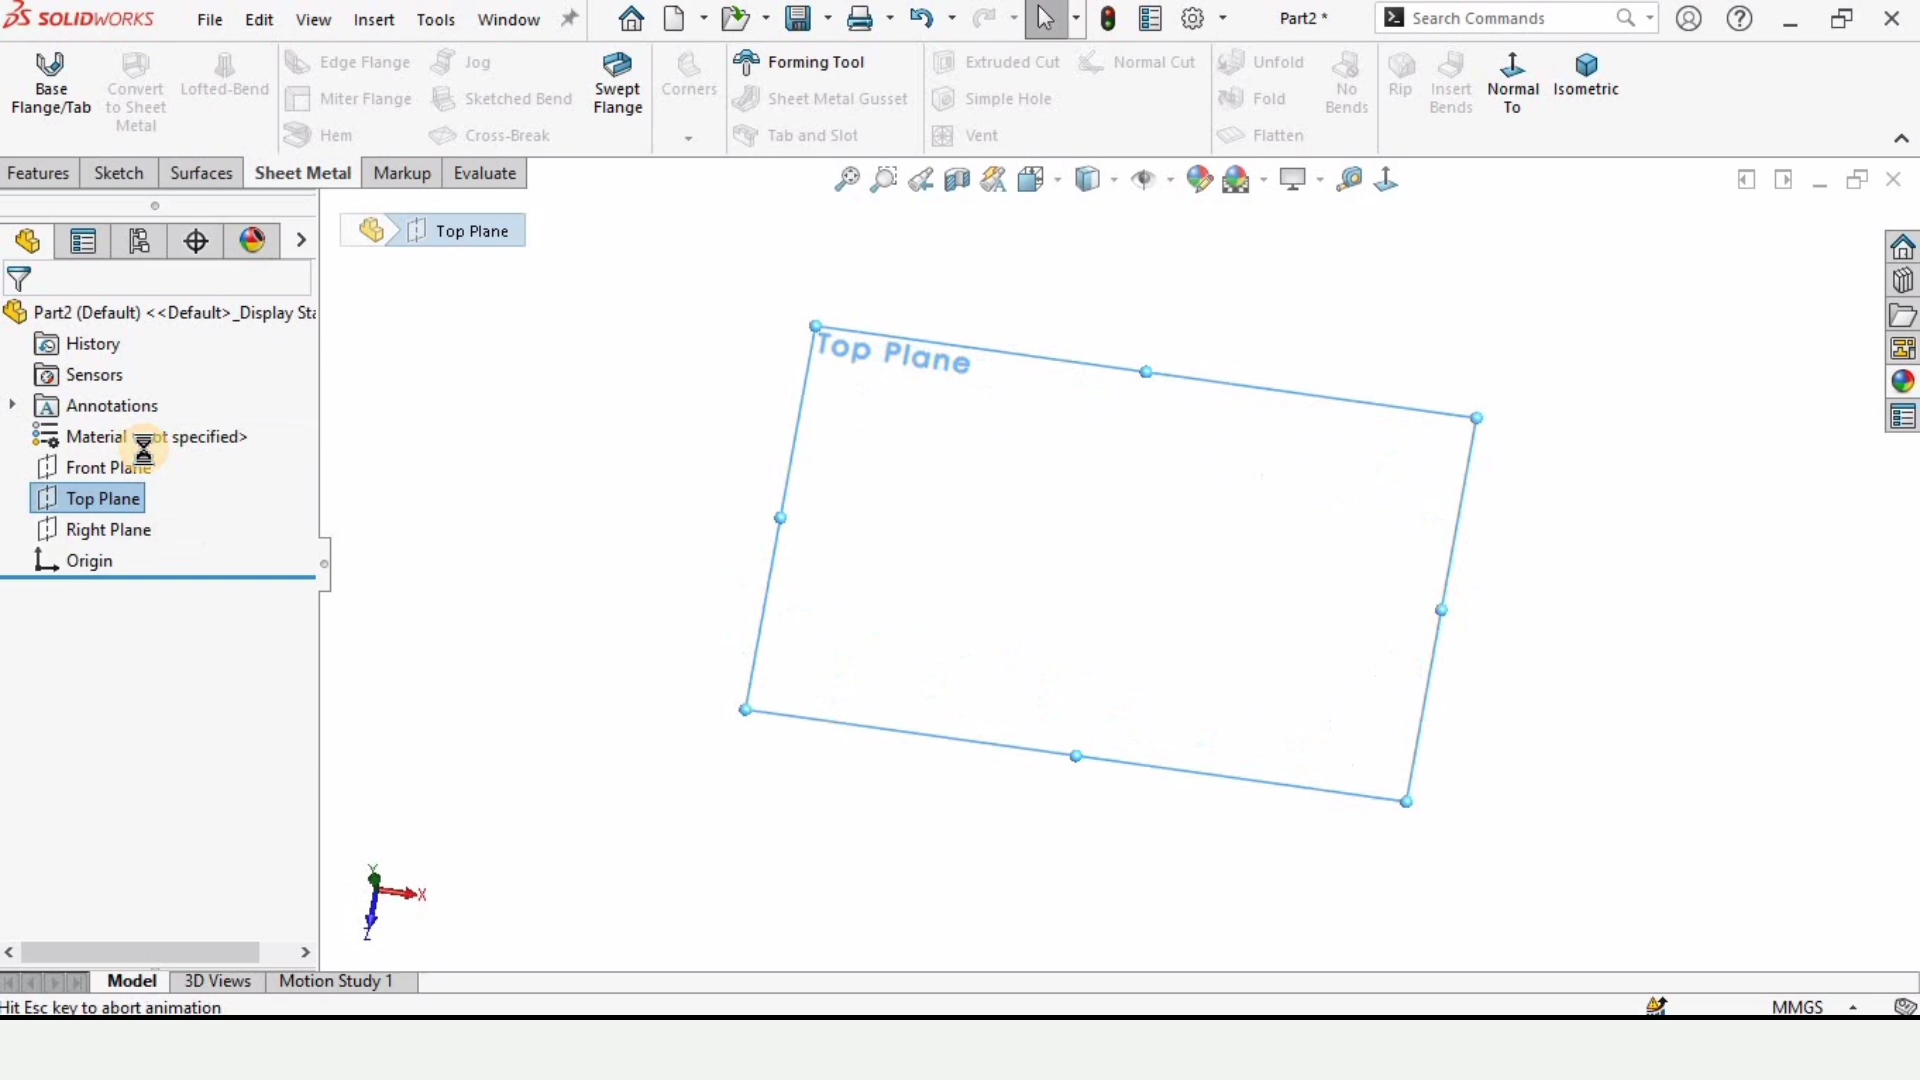 SOLIDWORKS File Edit View Insert Tools Window Part2 * Search Commands
Base Flange/Tab
Convert to Sheet Metal
Lofted-Bend
Edge Flange
Miter Flange
Hem
Jog
Sketched Bend
Cross-Break
Swept Flange
Corners
Forming Tool
Sheet Metal Gusset
Tab and Slot
Extruded Cut
Simple Hole
Vent
Normal Cut
Unfold
Fold
Flatten
No Bends
Rip
Insert Bends
Normal To
Isometric
Features Sketch Surfaces Sheet Metal Markup Evaluate
Top Plane
Part2 (Default) <<Default>_Display Sta
History
Sensors
Annotations
Material specified>
Front Plane
Top Plane
Right Plane
Origin
Top Plane
Y
X
Z
Model 3D Views Motion Study 1
Hit Esc key to abort animation MMGS